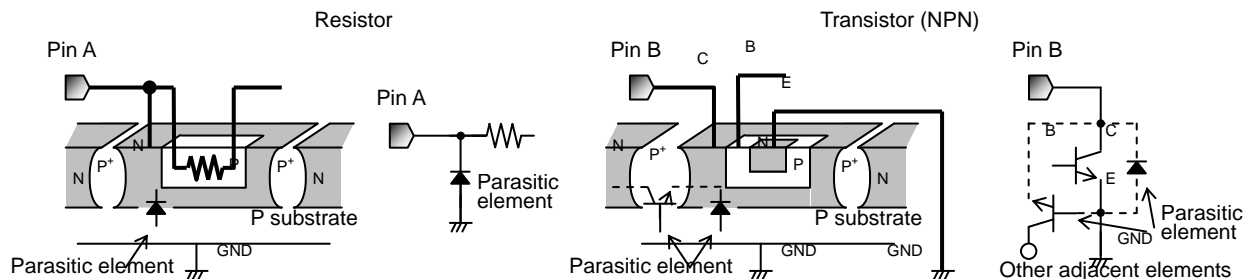 Resistor
Pin A
N
P
P⁺
P⁺
N
N
P substrate
Parasitic element
GND
Pin A
Parasitic
element
Transistor (NPN)
Pin B
C
B
E
N
P⁺
N
P
P⁺
N
N
P substrate
Parasitic element
GND
GND
Pin B
B
C
E
GND
Parasitic
element
Other adjacent elements